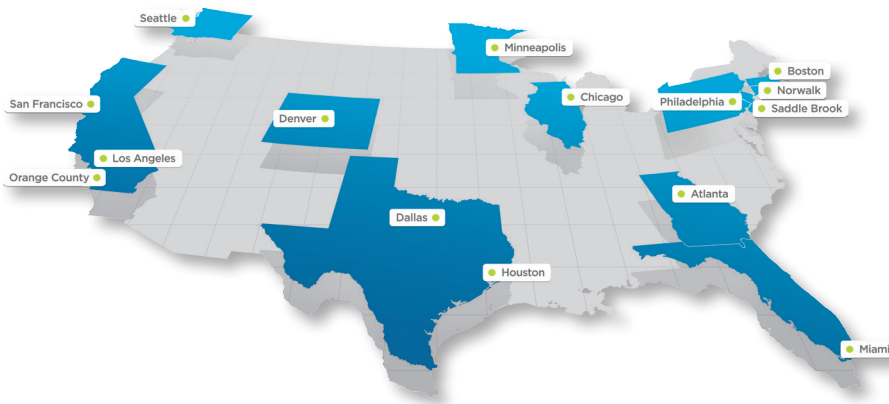 Seattle
Minneapolis
Boston
Chicago
Norwalk
Philadelphia
San Francisco
Saddle Brook
Denver
Los Angeles
Orange County
Atlanta
Dallas
Houston
Miami